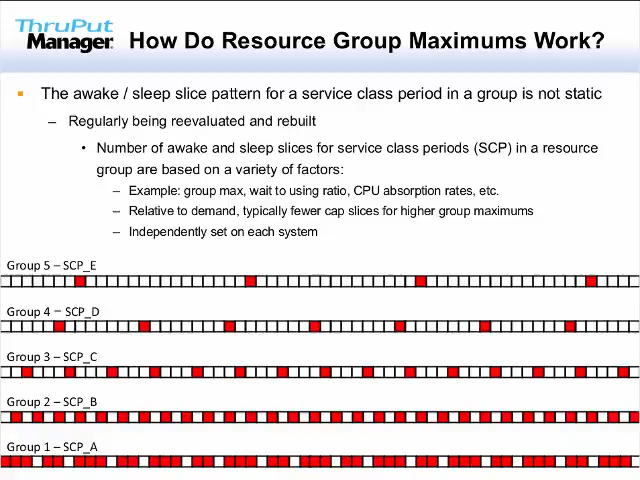 ThruPut
Manager
How Do Resource Group Maximums Work?
The awake / sleep slice pattern for a service class period in a group is not static
– Regularly being reevaluated and rebuilt
• Number of awake and sleep slices for service class periods (SCP) in a resource
group are based on a variety of factors:
– Example: group max, wait to using ratio, CPU absorption rates, etc.
– Relative to demand, typically fewer cap slices for higher group maximums
– Independently set on each system
Group 5 – SCP_E
Group 4 – SCP_D
Group 3 – SCP_C
Group 2 – SCP_B
Group 1 – SCP_A